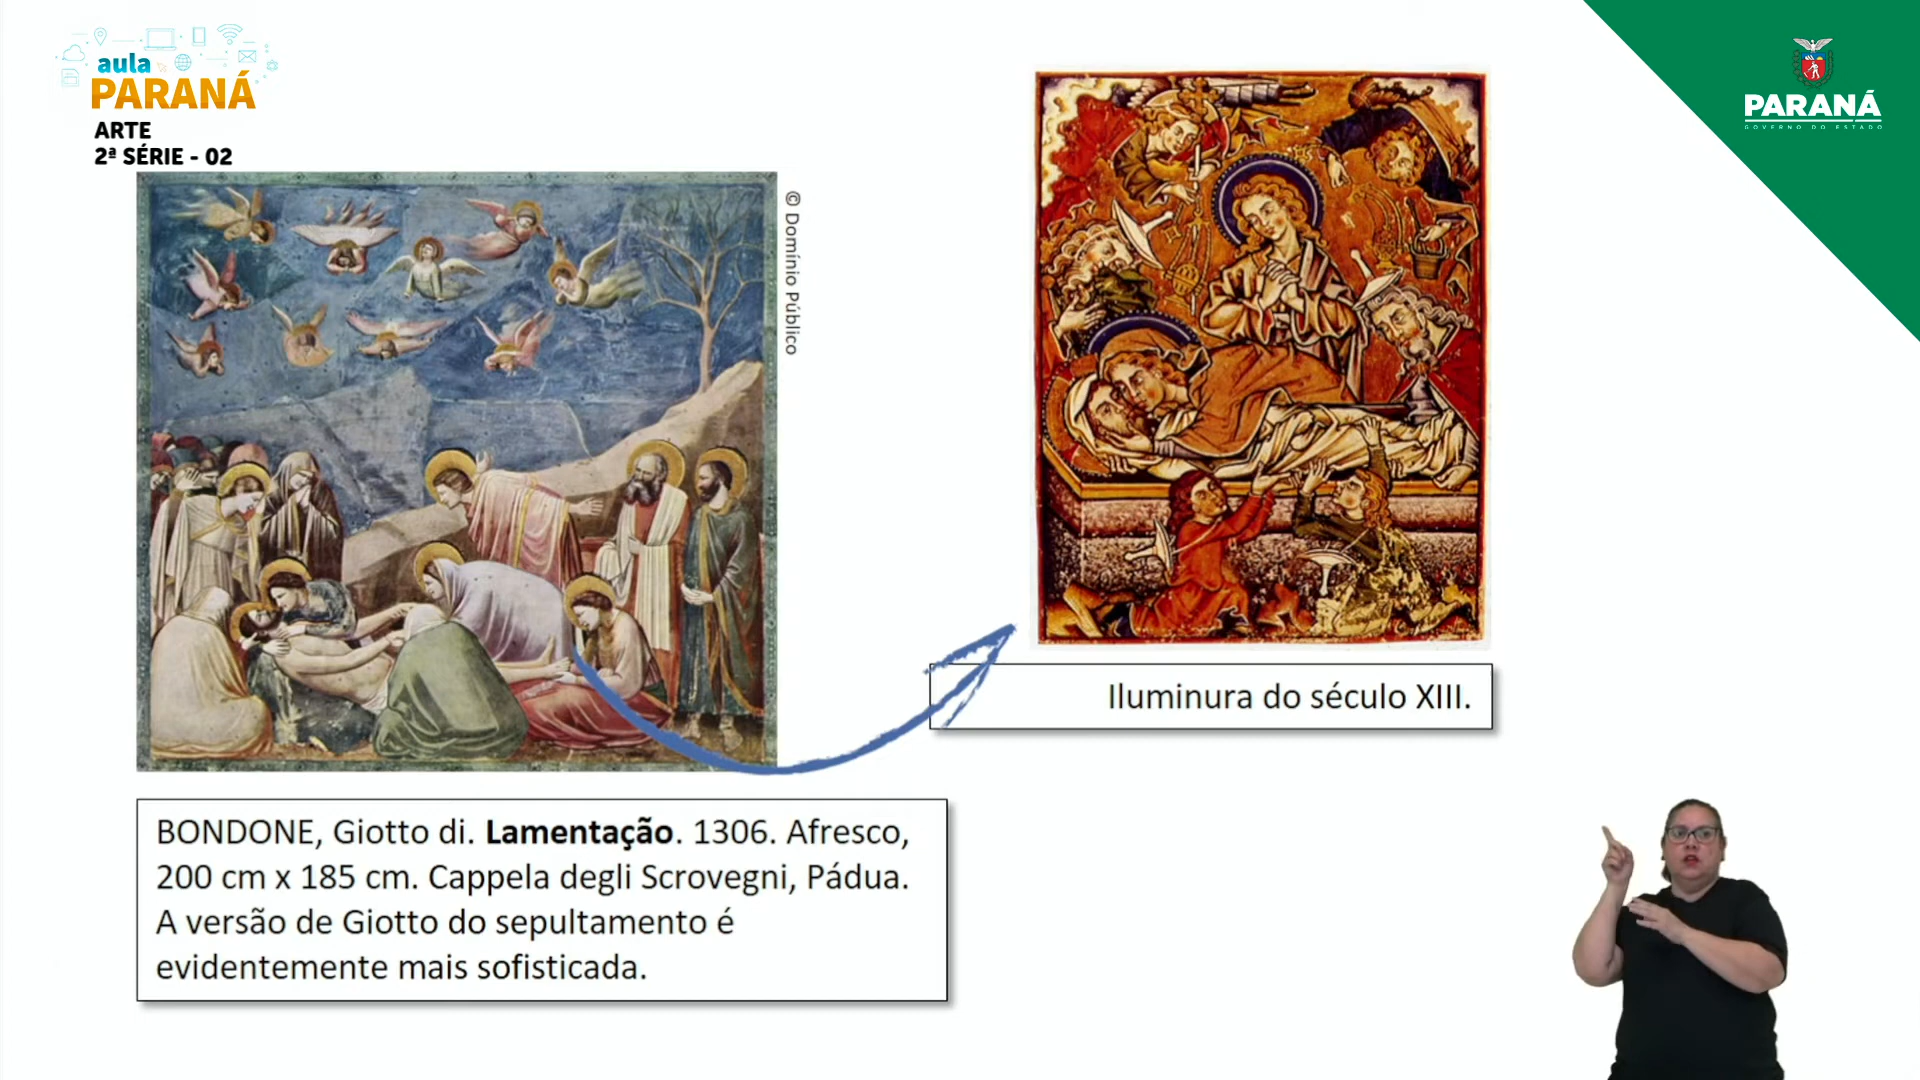 aula
PARANÁ
ARTE
2ª SÉRIE - 02
PARANÁ
GOVERNO DO ESTADO
© Domínio Público
Iluminura do século XIII.
BONDONE, Giotto di. Lamentação. 1306. Afresco,
200 cm x 185 cm. Cappela degli Scrovegni, Pádua.
A versão de Giotto do sepultamento é
evidentemente mais sofisticada.